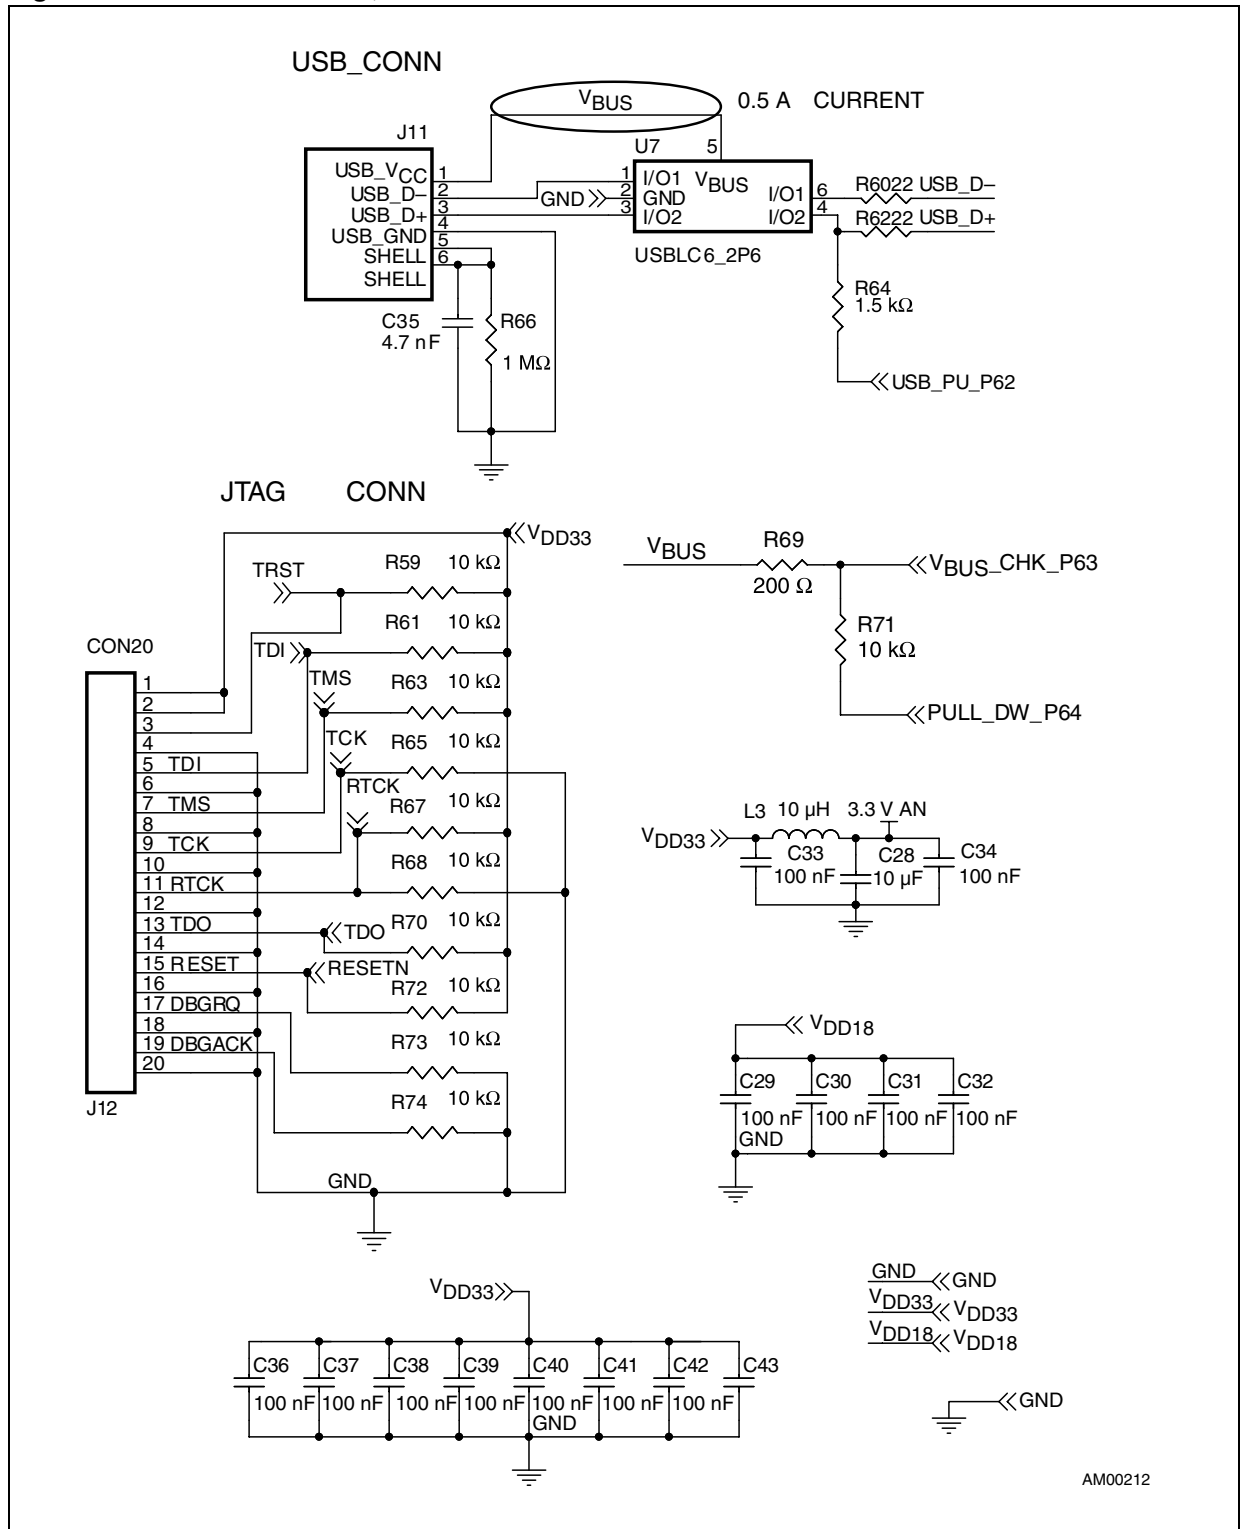 USB_CONN
VBUS
0.5 A CURRENT
J11
U7
5
USB_VCC
1
USB_D–
2
USB_D+
3
USB_GND
4
SHELL
5
SHELL
6
GND
1
2
3
I/O1
GND
I/O2
VBUS
I/O1
I/O2
6
4
R6022 USB_D–
R6222 USB_D+
USBLC6_2P6
R64
1.5 kΩ
C35
4.7 nF
R66
1 MΩ
USB_PU_P62
JTAG CONN
VDD33
R59 10 kΩ
TRST
R61 10 kΩ
CON20
TDI
R63 10 kΩ
TMS
R65 10 kΩ
TCK
RTCK
R67 10 kΩ
R68 10 kΩ
R70 10 kΩ
TDO
RESETN
R72 10 kΩ
R73 10 kΩ
R74 10 kΩ
1
2
3
4
5 TDI
6
7 TMS
8
9 TCK
10
11 RTCK
12
13 TDO
14
15 RESET
16
17 DBGRQ
18
19 DBGACK
20
J12
GND
VBUS
R69
200 Ω
VBUS_CHK_P63
R71
10 kΩ
PULL_DW_P64
L3 10 µH 3.3 V AN
VDD33
C33
100 nF
C28
10 µF
C34
100 nF
VDD18
C29 C30 C31 C32
100 nF 100 nF 100 nF 100 nF
GND
VDD33
C36 C37 C38 C39 C40 C41 C42 C43
100 nF 100 nF 100 nF 100 nF 100 nF 100 nF 100 nF
GND
GND GND
VDD33 VDD33
VDD18 VDD18
GND
AM00212